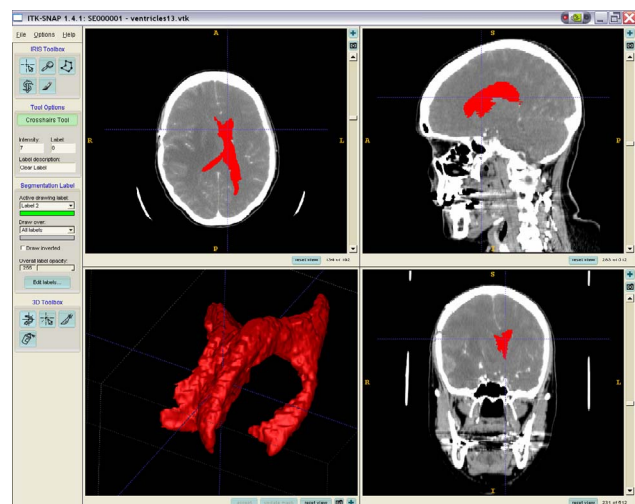 ITK-SNAP 1.4.1: SE000001 - ventricles13.vtk
File Options Help
IRIS Toolbox
Tool Options
Crosshairs Tool
Intensity: Label:
7 0
Label description:
Clear Label
Segmentation Label
Active drawing label:
Label 2
Draw over:
All labels
Draw inverted
Overall label opacity:
255
Edit labels...
3D Toolbox
A
R
L
P
reset view
S
A
P
I
reset view
reset view
S
R
L
I
reset view